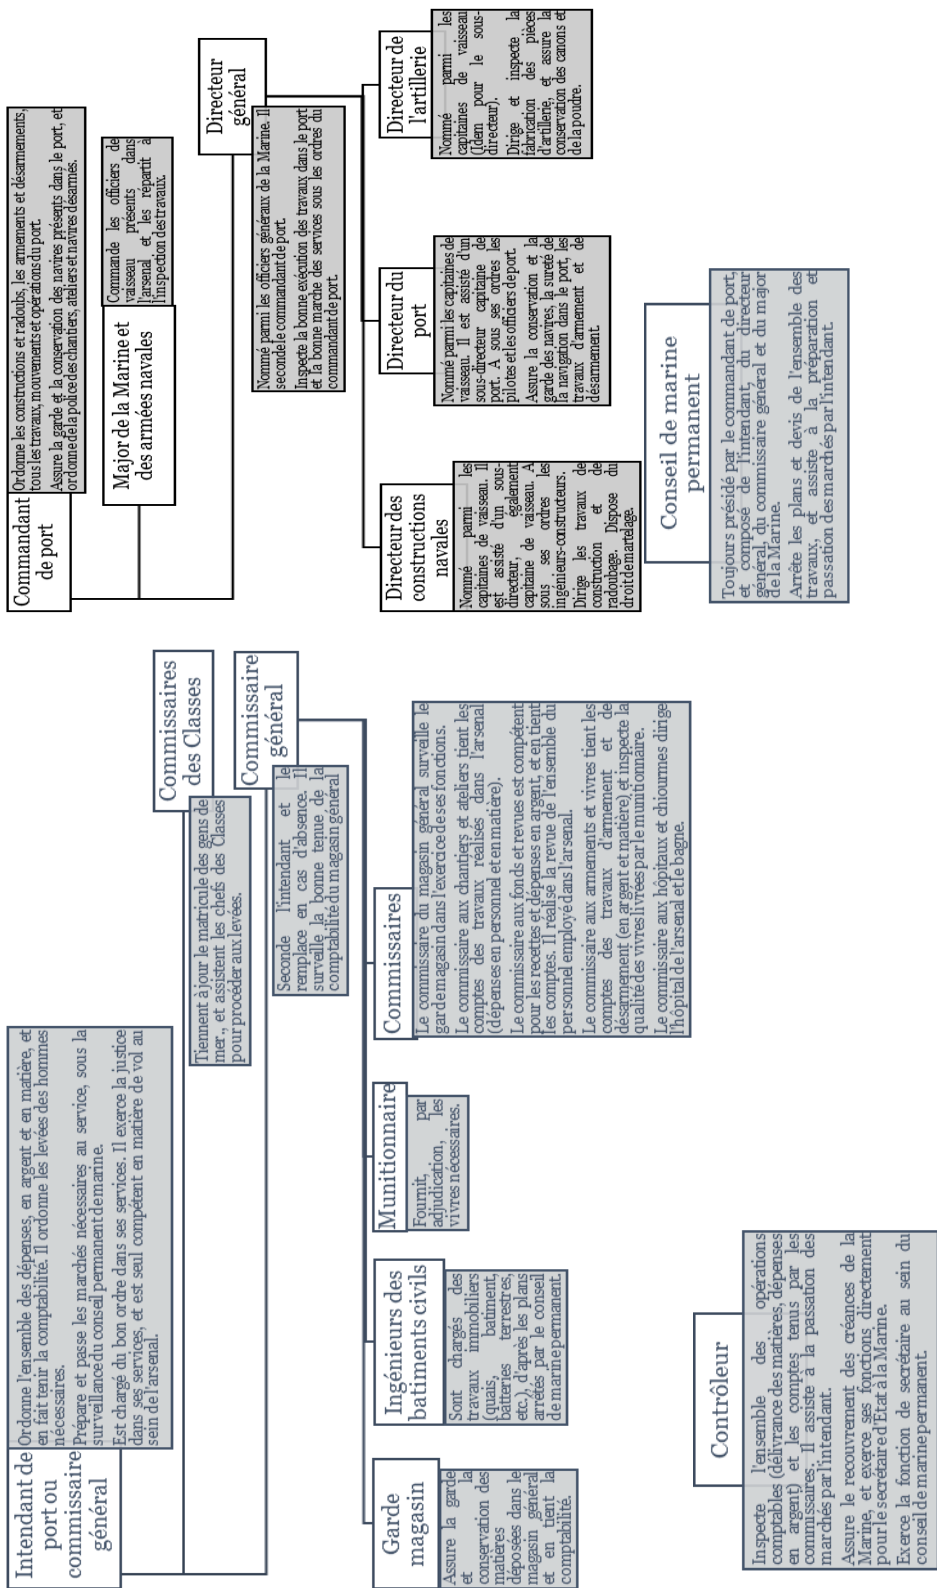 Intendant de
port ou
commissaire
général
Ordonne l'ensemble des dépenses, en argent et en matière, et
en fait tenir la comptabilité. Il ordonne les levées des hommes
nécessaires.
Prépare et passe les marchés nécessaires au service, sous la
surveillance du conseil permanent de marine.
Est chargé du bon ordre dans ses services. Il exerce la justice
dans ses services, et est seul compétent en matière de vol au
sein de l'arsenal.
Commissaires
des Classes
Tiennent à jour le matricule des gens de
mer., et assistent les chefs des Classes
pour procéder aux levées.
Commissaire
général
Seconde l'intendant et le
remplace en cas d'absence. Il
surveille la bonne tenue de la
comptabilité du magasin général
Garde
magasin
Assure la garde
et la
conservation des
matières
déposées dans le
magasin général
et en tient la
comptabilité.
Ingénieurs des
batiments civils
Sont chargés des
travaux immobiliers
(quais, batiment,
batteries terrestres,
etc.), d'après les plans
arrêtés par le conseil
de marine permanent.
Munitionnaire
Fournit, par
adjudication, les
vivres nécessaires.
Commissaires
Le commissaire du magasin général surveille le
garde magasin dans l'exercice de ses fonctions.
Le commissaire aux chantiers et ateliers tient les
comptes des travaux réalisés dans l'arsenal
(dépenses en personnel et en matière).
Le commissaire aux fonds et revues est compétent
pour les recettes et dépenses en argent, et en tient
les comptes. Il réalise la revue de l'ensemble du
personnel employé dans l'arsenal.
Le commissaire aux armements et vivres tient les
comptes des travaux d'armement et de
désarmement (en argent et matière) et inspecte la
qualité des vivres livrées par le munitionnaire.
Le commissaire aux hôpitaux et chiourmes dirige
l'hôpital de l'arsenal et le bagne.
Contrôleur
Inspecte l'ensemble des opérations
comptables (délivrance des matières, dépenses
en argent) et les comptes tenus par les
commissaires. Il assiste à la passation des
marchés par l'intendant.
Assure le recouvrement des créances de la
Marine, et exerce ses fonctions directement
pour le secrétaire d'Etat à la Marine.
Exerce la fonction de secrétaire au sein du
conseil de marine permanent.
Commandant
de port
Ordonne les constructions et radoubs, les armements et désarmements,
tous les travaux, mouvements et opérations du port.
Assure la garde et la conservation des navires présents dans le port, et
ordonne de la police des chantiers, ateliers et navires désarmés.
Major de la Marine et
des armées navales
Commande les officiers de
vaisseau présents dans
l'arsenal, et les répartit à
l'inspection des travaux.
Directeur
général
Nommé parmi les officiers généraux de la Marine. Il
seconde le commandant de port.
Inspecte la bonne exécution des travaux dans le port
et la bonne marche des services sous les ordres du
commandant de port.
Directeur des
constructions
navales
Nommé parmi les
capitaines de vaisseau. Il
est assisté d'un sous-
directeur, également
capitaine de vaisseau. A
sous ses ordres les
ingénieurs-constructeurs.
Dirige les travaux de
construction et de
radoubage. Dispose du
droit de martelage.
Directeur du
port
Nommé parmi les capitaines de
vaisseau. Il est assisté d'un
sous-directeur capitaine de
port. A sous ses ordres les
pilotes et les officiers de port.
Assure la conservation et la
garde des navires, la sureté de
la navigation dans le port, les
travaux d'armement et de
désarmement.
Directeur de
l'artillerie
Nommé parmi les
capitaines de vaisseau
(Idem pour le sous-
directeur).
Dirige et inspecte la
fabrication des pièces
d'artillerie, et assure la
conservation des canons et
de la poudre.
Conseil de marine
permanent
Toujours présidé par le commandant de port,
et composé de l'intendant, du directeur
général, du commissaire général et du major
de la Marine.
Arrête les plans et devis de l'ensemble des
travaux, et assiste à la préparation et
passation des marchés par l'intendant.